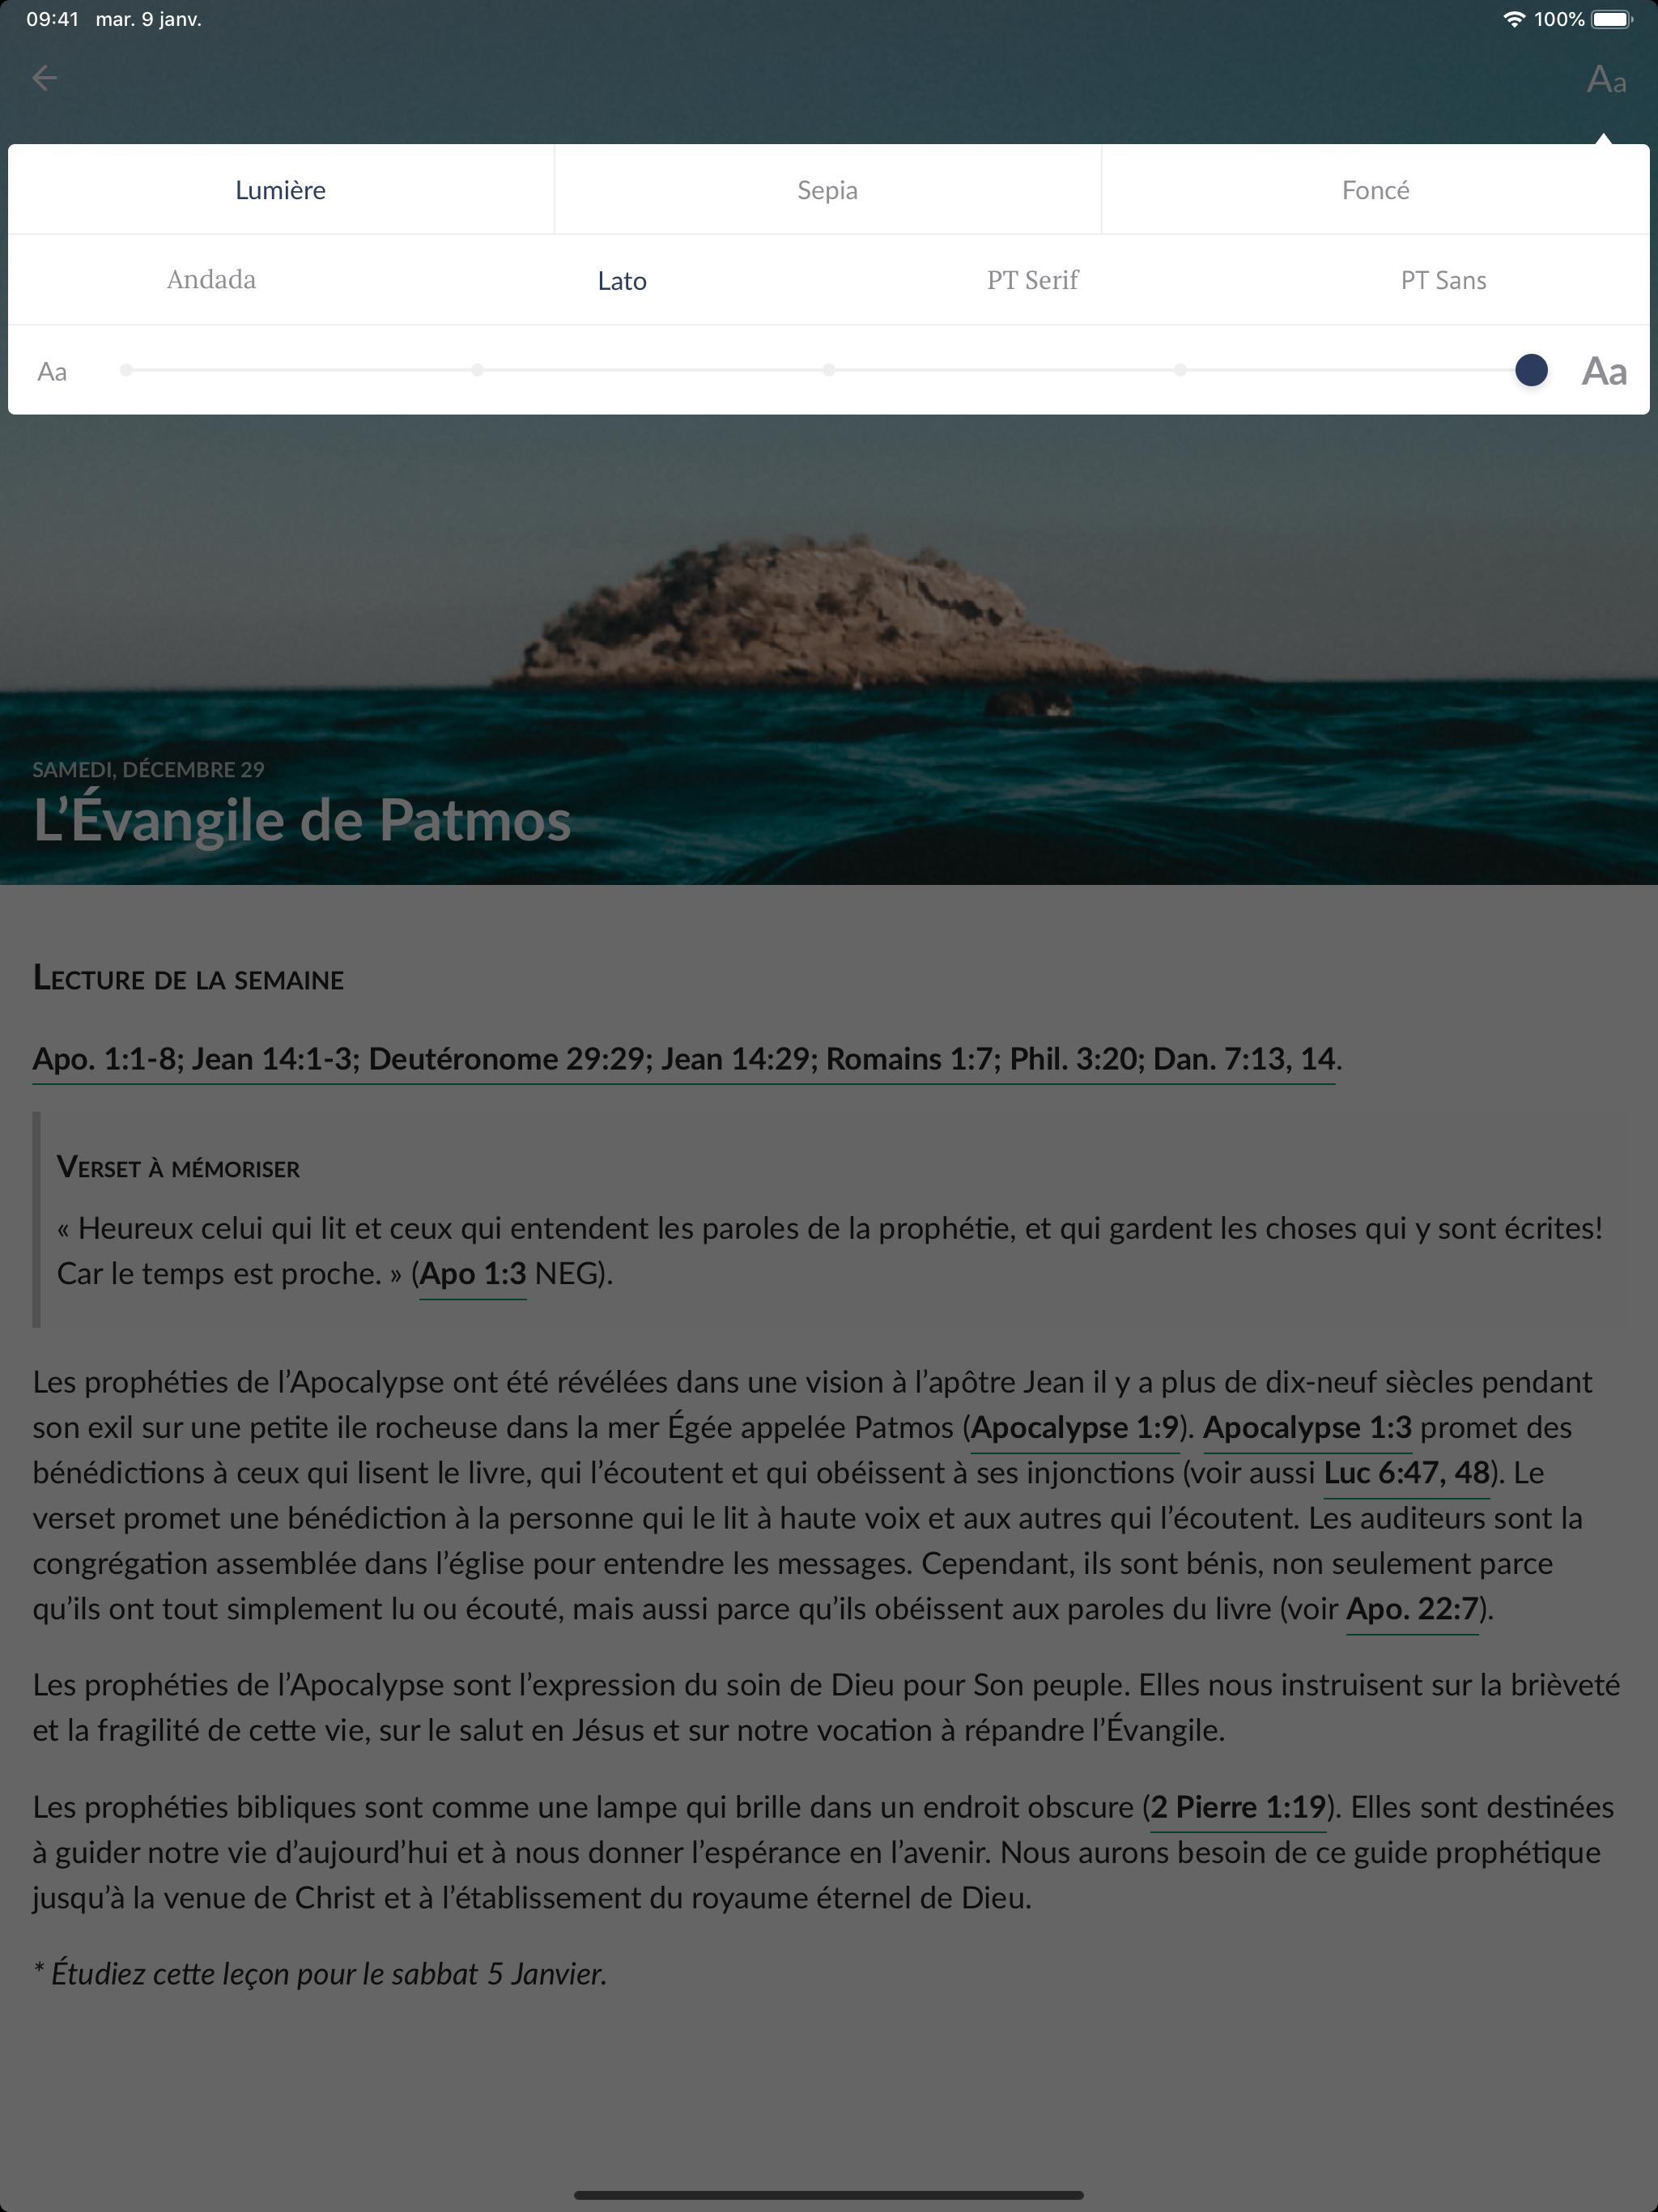 09:41 mar. 9 janv. 100%
Aa
Lumière Sepia Foncé
Andada Lato PT Serif PT Sans
Aa Aa
SAMEDI, DÉCEMBRE 29
L’Évangile de Patmos
Lecture de la semaine
Apo. 1:1-8; Jean 14:1-3; Deutéronome 29:29; Jean 14:29; Romains 1:7; Phil. 3:20; Dan. 7:13, 14.
Verset à mémoriser
« Heureux celui qui lit et ceux qui entendent les paroles de la prophétie, et qui gardent les choses qui y sont écrites!
Car le temps est proche. » (Apo 1:3 NEG).
Les prophéties de l’Apocalypse ont été révélées dans une vision à l’apôtre Jean il y a plus de dix-neuf siècles pendant
son exil sur une petite ile rocheuse dans la mer Égée appelée Patmos (Apocalypse 1:9). Apocalypse 1:3 promet des
bénédictions à ceux qui lisent le livre, qui l’écoutent et qui obéissent à ses injonctions (voir aussi Luc 6:47, 48). Le
verset promet une bénédiction à la personne qui le lit à haute voix et aux autres qui l’écoutent. Les auditeurs sont la
congrégation assemblée dans l’église pour entendre les messages. Cependant, ils sont bénis, non seulement parce
qu’ils ont tout simplement lu ou écouté, mais aussi parce qu’ils obéissent aux paroles du livre (voir Apo. 22:7).
Les prophéties de l’Apocalypse sont l’expression du soin de Dieu pour Son peuple. Elles nous instruisent sur la brièveté
et la fragilité de cette vie, sur le salut en Jésus et sur notre vocation à répandre l’Évangile.
Les prophéties bibliques sont comme une lampe qui brille dans un endroit obscure (2 Pierre 1:19). Elles sont destinées
à guider notre vie d’aujourd’hui et à nous donner l’espérance en l’avenir. Nous aurons besoin de ce guide prophétique
jusqu’à la venue de Christ et à l’établissement du royaume éternel de Dieu.
* Étudiez cette leçon pour le sabbat 5 Janvier.